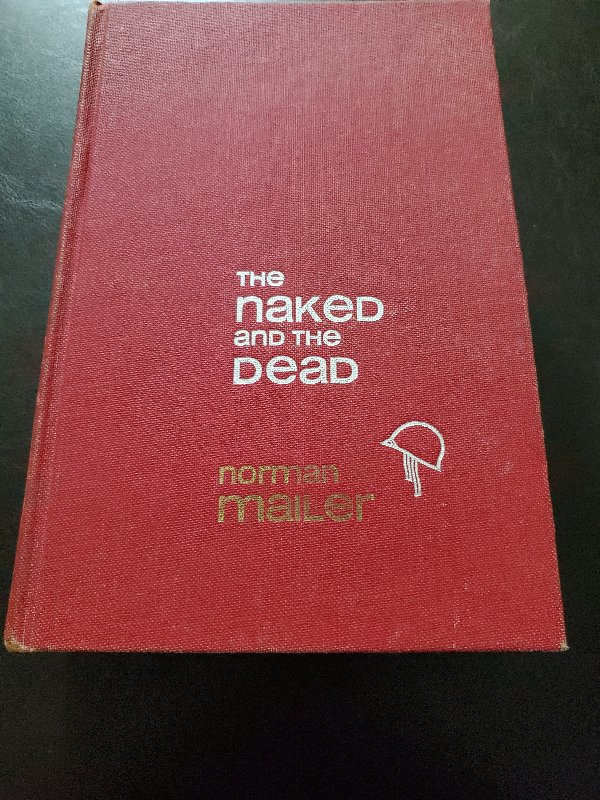 THe
naKeD
anD THe
DeaD
norman
maiLer